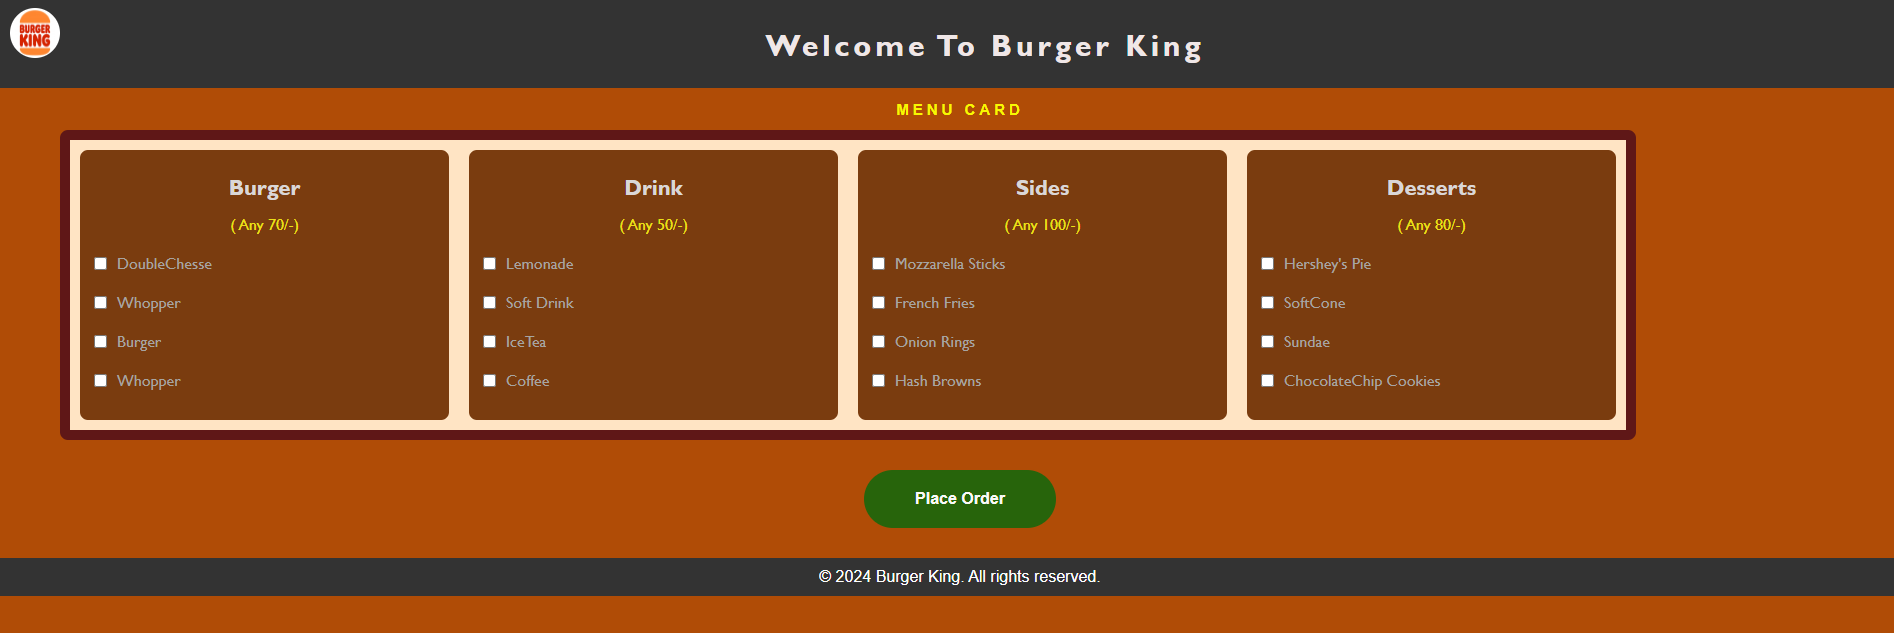 BURGER
KING
Welcome To Burger King
MENU CARD
Burger
( Any 70/-)
DoubleChesse
Whopper
Burger
Whopper
Drink
( Any 50/-)
Lemonade
Soft Drink
IceTea
Coffee
Sides
( Any 100/-)
Mozzarella Sticks
French Fries
Onion Rings
Hash Browns
Desserts
( Any 80/-)
Hershey's Pie
SoftCone
Sundae
ChocolateChip Cookies
Place Order
© 2024 Burger King. All rights reserved.